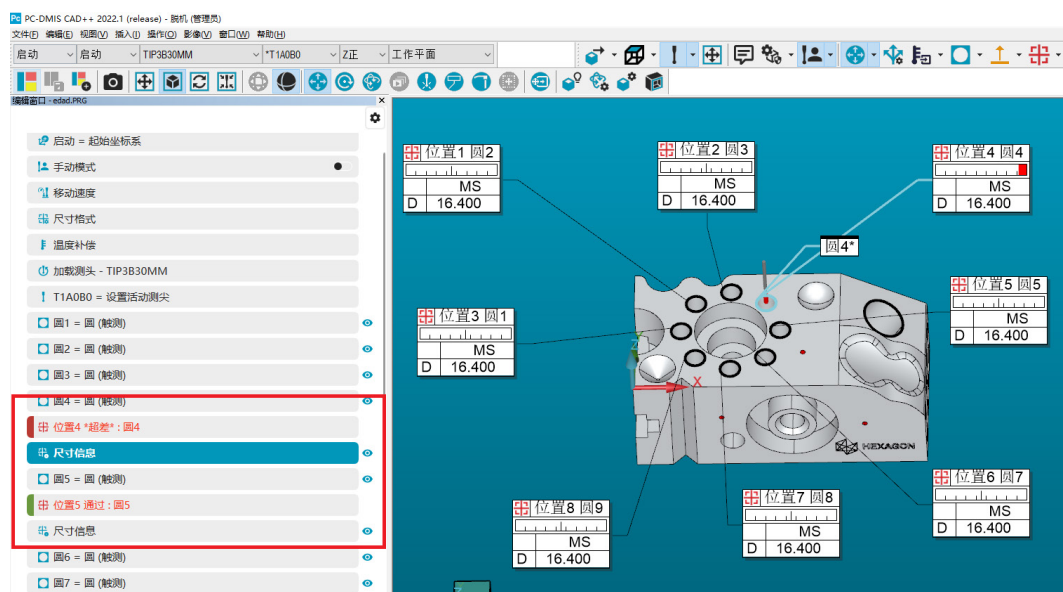 PC-DMIS CAD++ 2022.1 (release) - 脱机 (管理员)
文件(F) 编辑(E) 视图(V) 插入(I) 操作(O) 影像(V) 窗口(W) 帮助(H)
启动 启动 TIP3B30MM *T1A0B0 Z正 工作平面
编辑窗口 - edad.PRG
启动 = 起始坐标系
手动模式
移动速度
尺寸格式
温度补偿
加载测头 - TIP3B30MM
T1A0B0 = 设置活动测尖
圆1 = 圆 (触测)
圆2 = 圆 (触测)
圆3 = 圆 (触测)
圆4 = 圆 (触测)
位置4 *超差* : 圆4
尺寸信息
圆5 = 圆 (触测)
位置5 通过 : 圆5
尺寸信息
圆6 = 圆 (触测)
圆7 = 圆 (触测)
位置1 圆2
MS
D 16.400
位置2 圆3
MS
D 16.400
位置4 圆4
MS
D 16.400
圆4*
位置3 圆1
MS
D 16.400
位置5 圆5
MS
D 16.400
Z
X
HEXAGON
位置8 圆9
MS
D 16.400
位置7 圆8
MS
D 16.400
位置6 圆7
MS
D 16.400